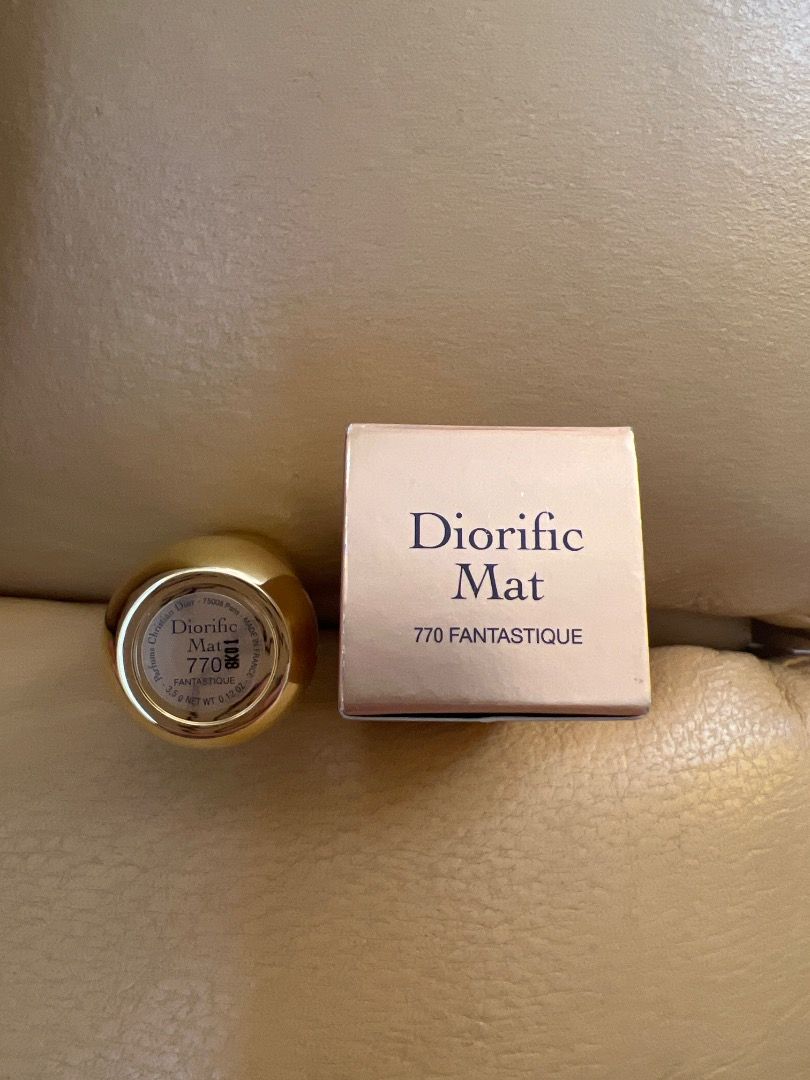 Parfums Christian Dior - 75008 Paris - MADE IN FRANCE -
Diorific
Mat
770
8K01
FANTASTIQUE
3,5 g NET WT. 0.12 OZ.
Diorific
Mat
770 FANTASTIQUE